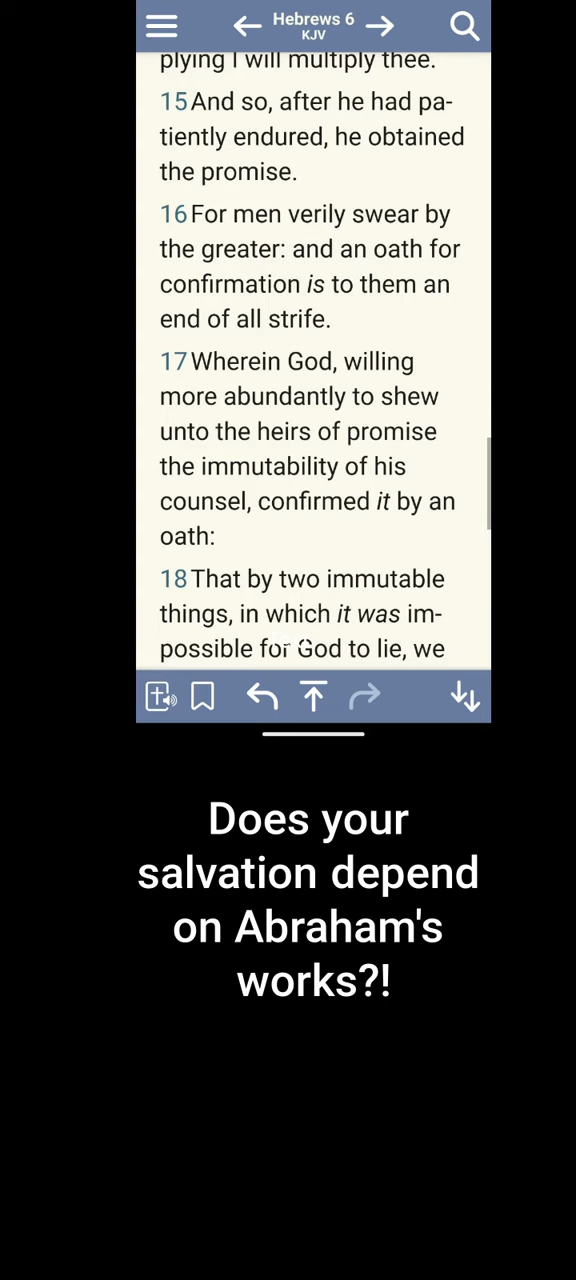 Hebrews 6
KJV
plying I will multiply thee.
15 And so, after he had pa-
tiently endured, he obtained
the promise.
16 For men verily swear by
the greater: and an oath for
confirmation is to them an
end of all strife.
17 Wherein God, willing
more abundantly to shew
unto the heirs of promise
the immutability of his
counsel, confirmed it by an
oath:
18 That by two immutable
things, in which it was im-
possible for God to lie, we
Does your
salvation depend
on Abraham's
works?!